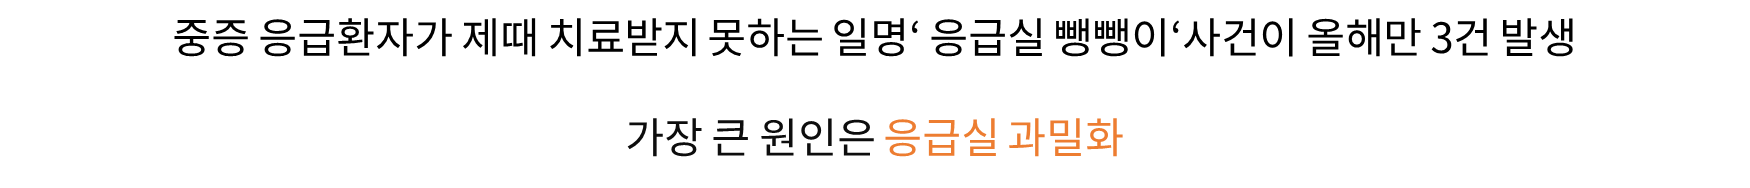 중증 응급환자가 제때 치료받지 못하는 일명‘ 응급실 뺑뺑이‘사건이 올해만 3건 발생
가장 큰 원인은 응급실 과밀화